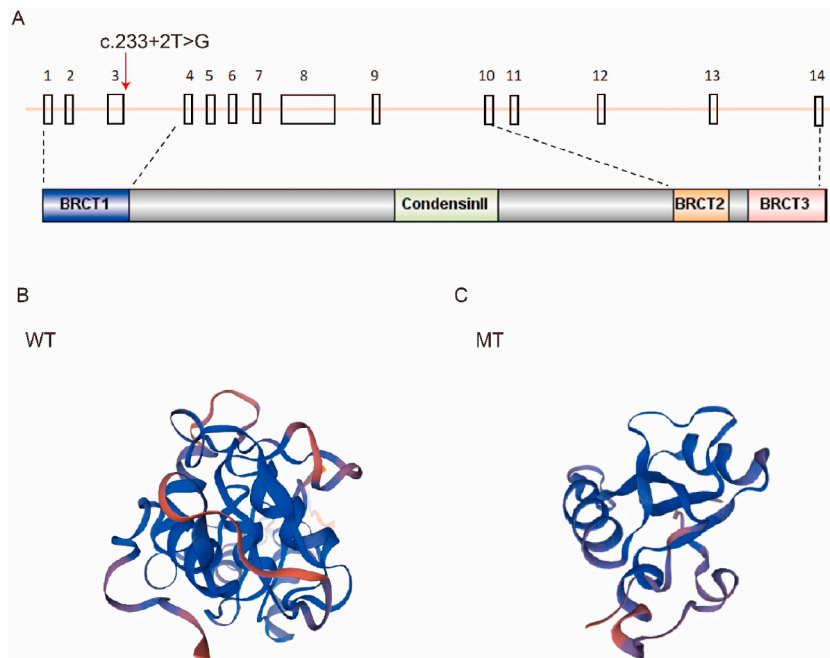 A
c.233+2T>G
1 2 3 4 5 6 7 8 9 10 11 12 13 14
BRCT1 CondensinII BRCT2 BRCT3
B C
WT MT